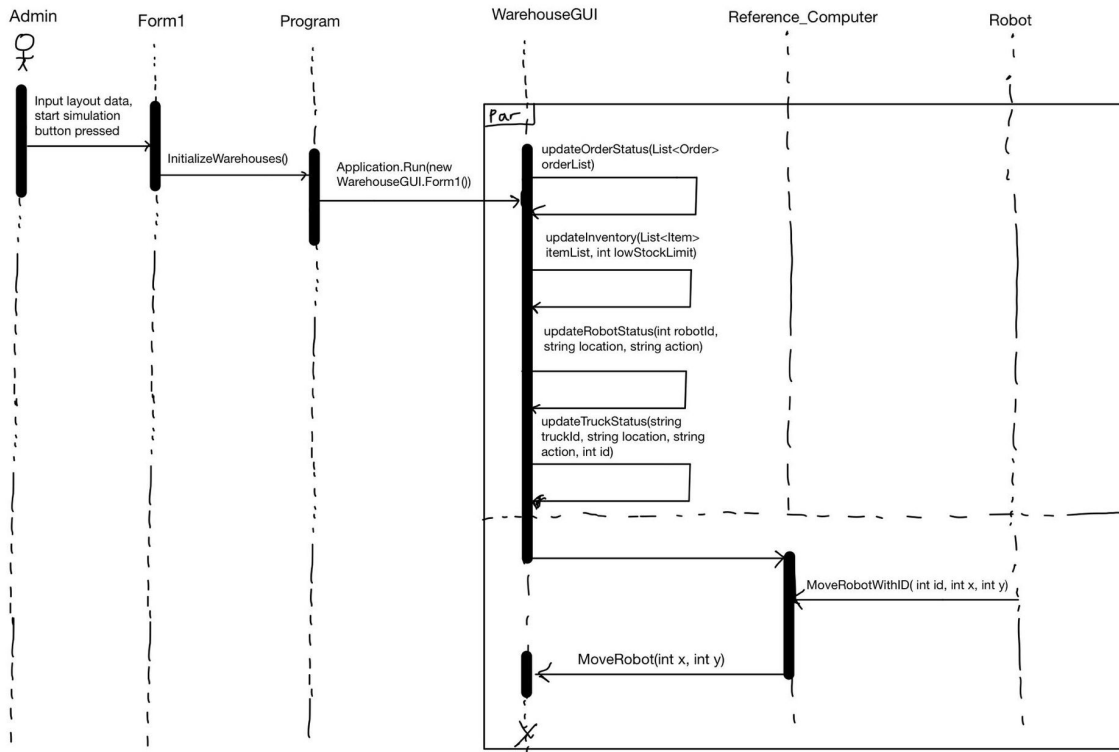 Admin
Form1
Program
WarehouseGUI
Reference_Computer
Robot
Input layout data,
start simulation
button pressed
InitializeWarehouses()
Application.Run(new
WarehouseGUI.Form1())
Par
updateOrderStatus(List<Order>
orderList)
updateInventory(List<Item>
itemList, int lowStockLimit)
updateRobotStatus(int robotId,
string location, string action)
updateTruckStatus(string
truckId, string location, string
action, int id)
MoveRobotWithID( int id, int x, int y)
MoveRobot(int x, int y)